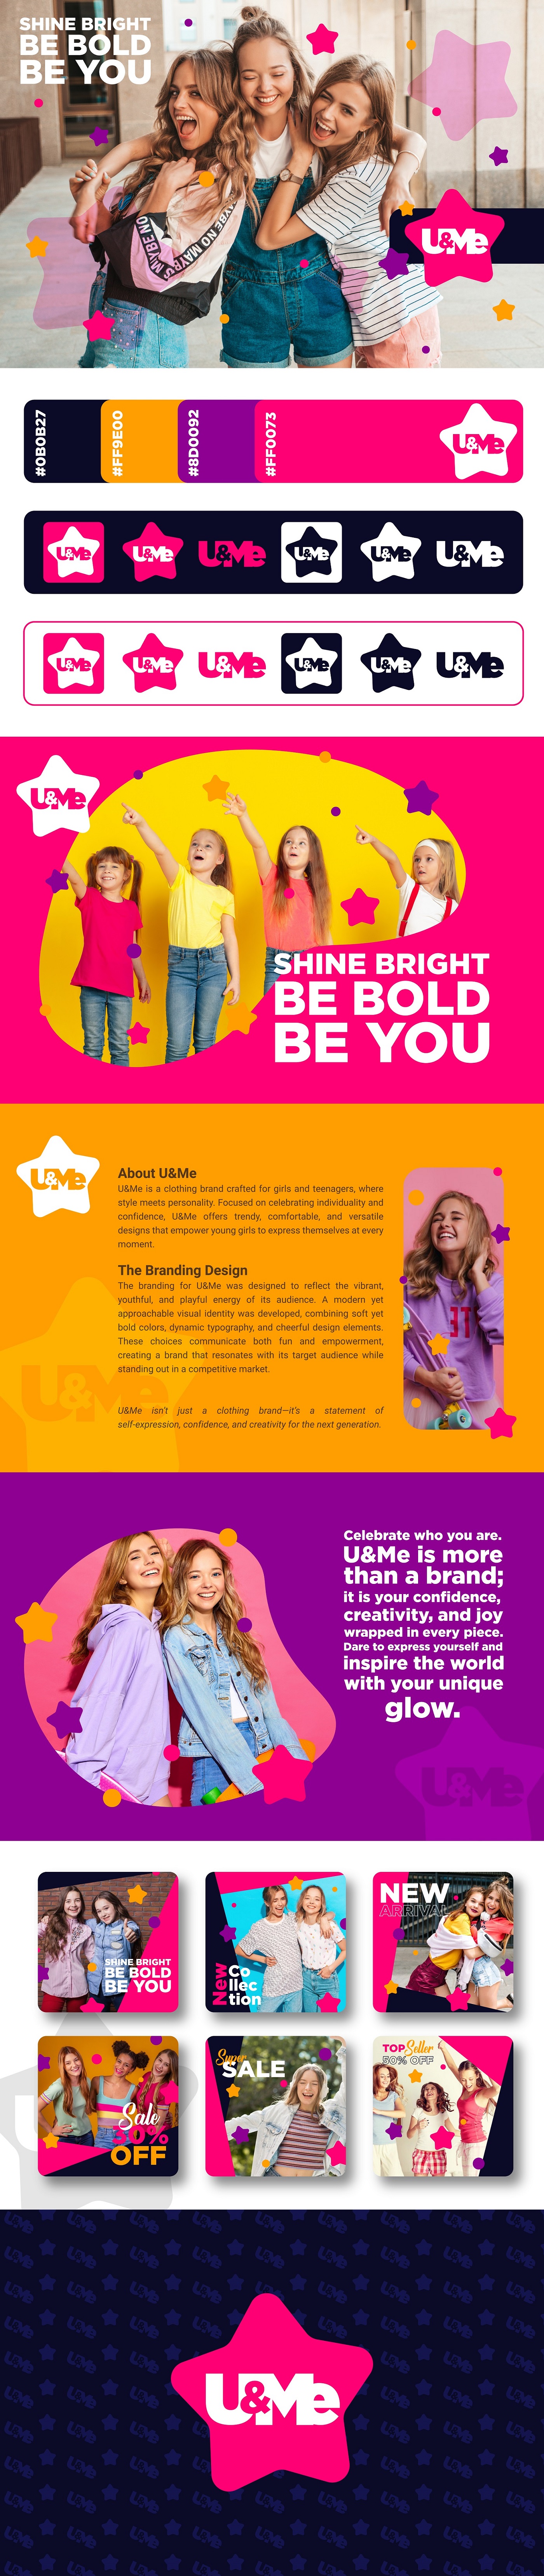 SHINE BRIGHT
BE BOLD
BE YOU
MAYBE NO MAYBE NO
U&Me
#0B0B27
#FF9E00
#8D0092
#FF0073
U&Me
U&Me
U&Me
U&Me
U&Me
U&Me
U&Me
U&Me
U&Me
U&Me
U&Me
U&Me
U&Me
U&Me
SHINE BRIGHT
BE BOLD
BE YOU
U&Me
About U&Me
U&Me is a clothing brand crafted for girls and teenagers, where
style meets personality. Focused on celebrating individuality and
confidence, U&Me offers trendy, comfortable, and versatile
designs that empower young girls to express themselves at every
moment.
The Branding Design
The branding for U&Me was designed to reflect the vibrant,
youthful, and playful energy of its audience. A modern yet
approachable visual identity was developed, combining soft yet
bold colors, dynamic typography, and cheerful design elements.
These choices communicate both fun and empowerment,
creating a brand that resonates with its target audience while
standing out in a competitive market.
U&Me
U&Me isn't just a clothing brand—it's a statement of
self-expression, confidence, and creativity for the next generation.
Celebrate who you are.
U&Me is more
than a brand;
it is your confidence,
creativity, and joy
wrapped in every piece.
Dare to express yourself and
inspire the world
with your unique
glow.
U&Me
SHINE BRIGHT
BE BOLD
BE YOU
New
Co
llec
tion
NEW
ARRIVAL
Sale
30%
OFF
Super
SALE
TOP Seller
50% OFF
U&Me